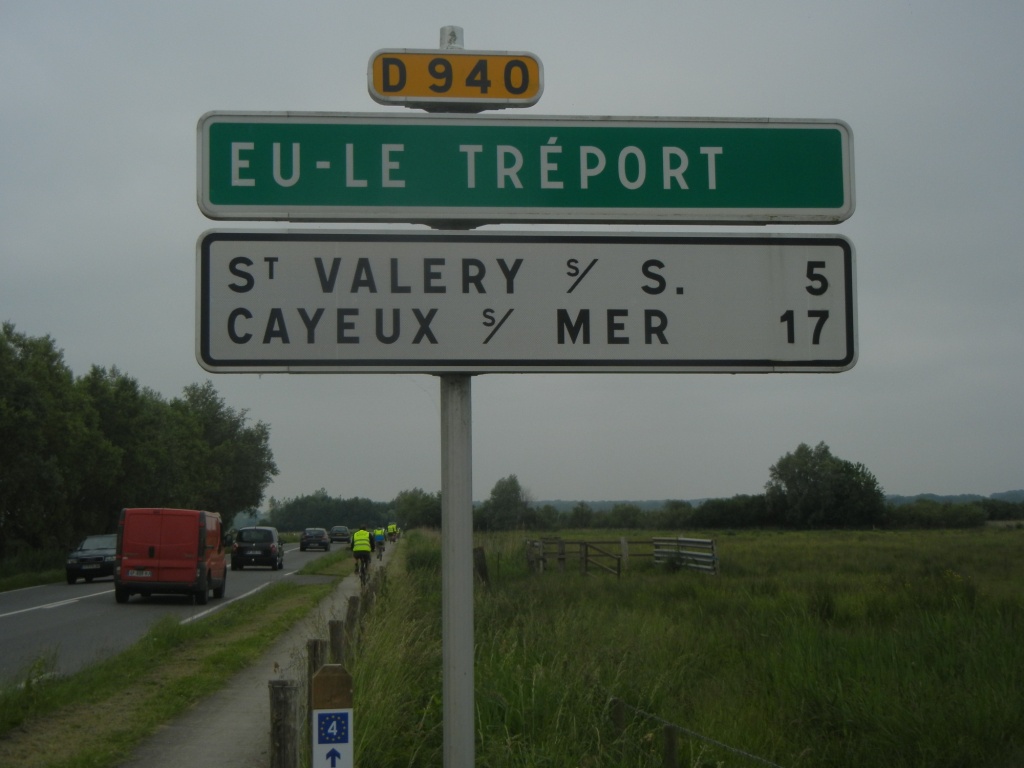 D 940
EU-LE TRÉPORT
ST VALERY S/ S. 5
CAYEUX S/ MER 17
4